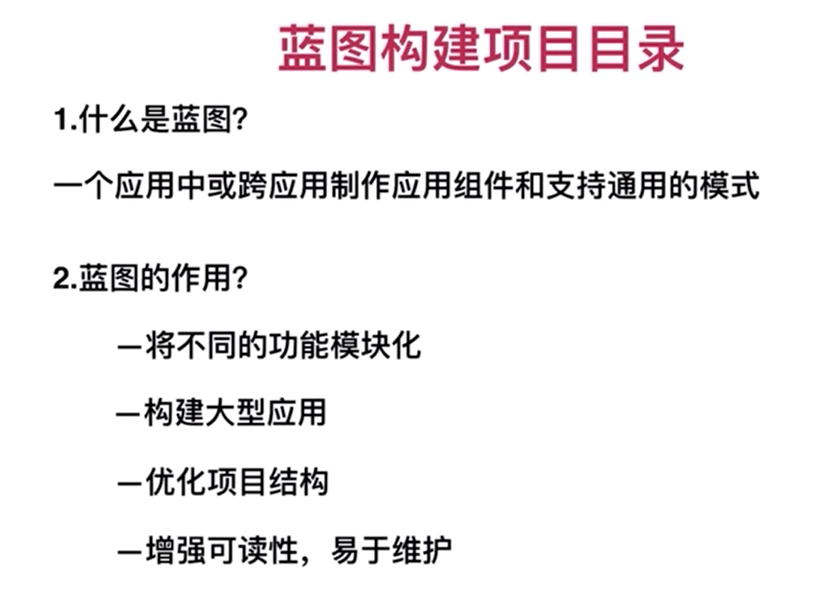 蓝图构建项目目录
1.什么是蓝图?
一个应用中或跨应用制作应用组件和支持通用的模式
2.蓝图的作用?
—将不同的功能模块化
—构建大型应用
—优化项目结构
—增强可读性，易于维护